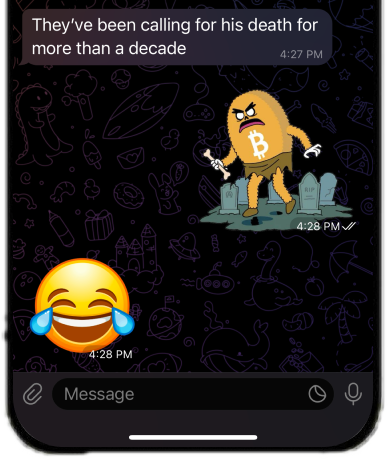 They’ve been calling for his death for
more than a decade
4:27 PM
RIP
4:28 PM
4:28 PM
Message